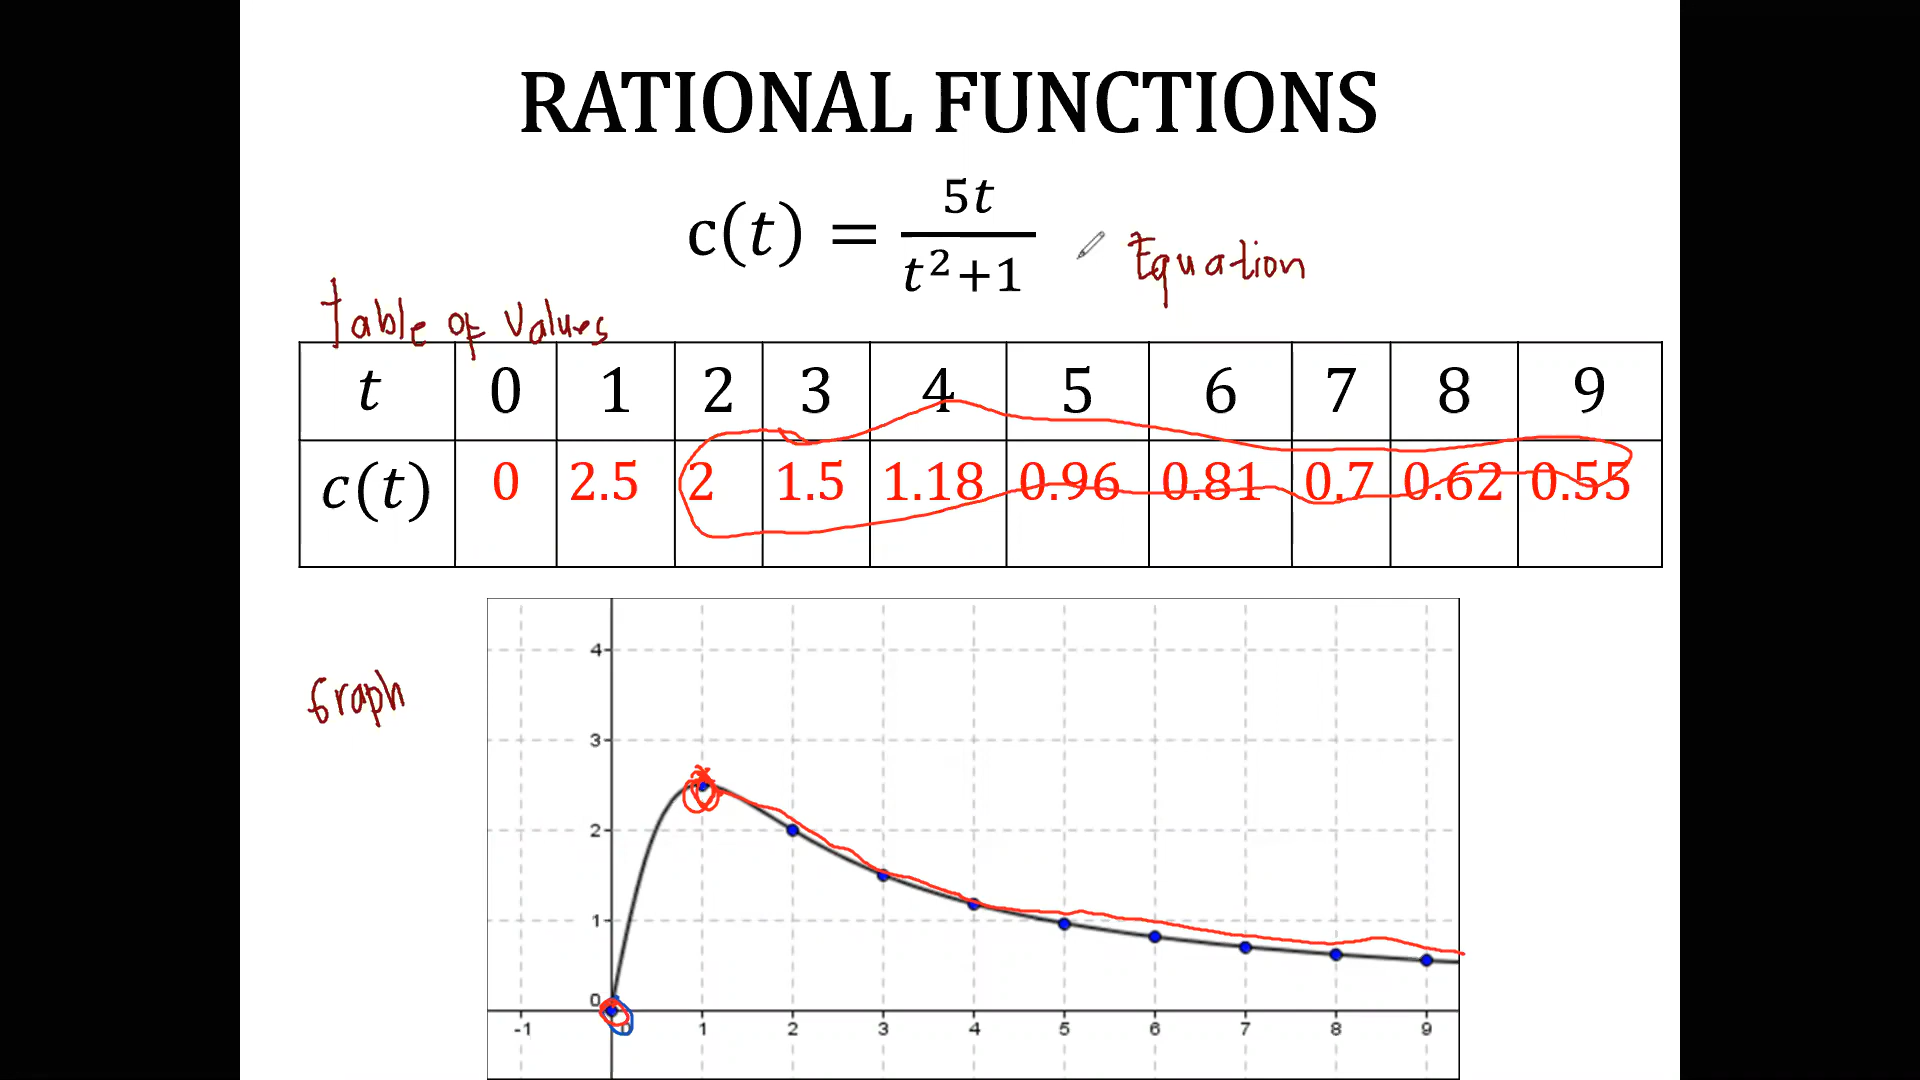 RATIONAL FUNCTIONS
c(t) = 5t / t²+1
Equation
Table of Values
t 0 1 2 3 4 5 6 7 8 9
c(t) 0 2.5 2 1.5 1.18 0.96 0.81 0.7 0.62 0.55
Graph
4
3
2
1
0
-1 0 1 2 3 4 5 6 7 8 9